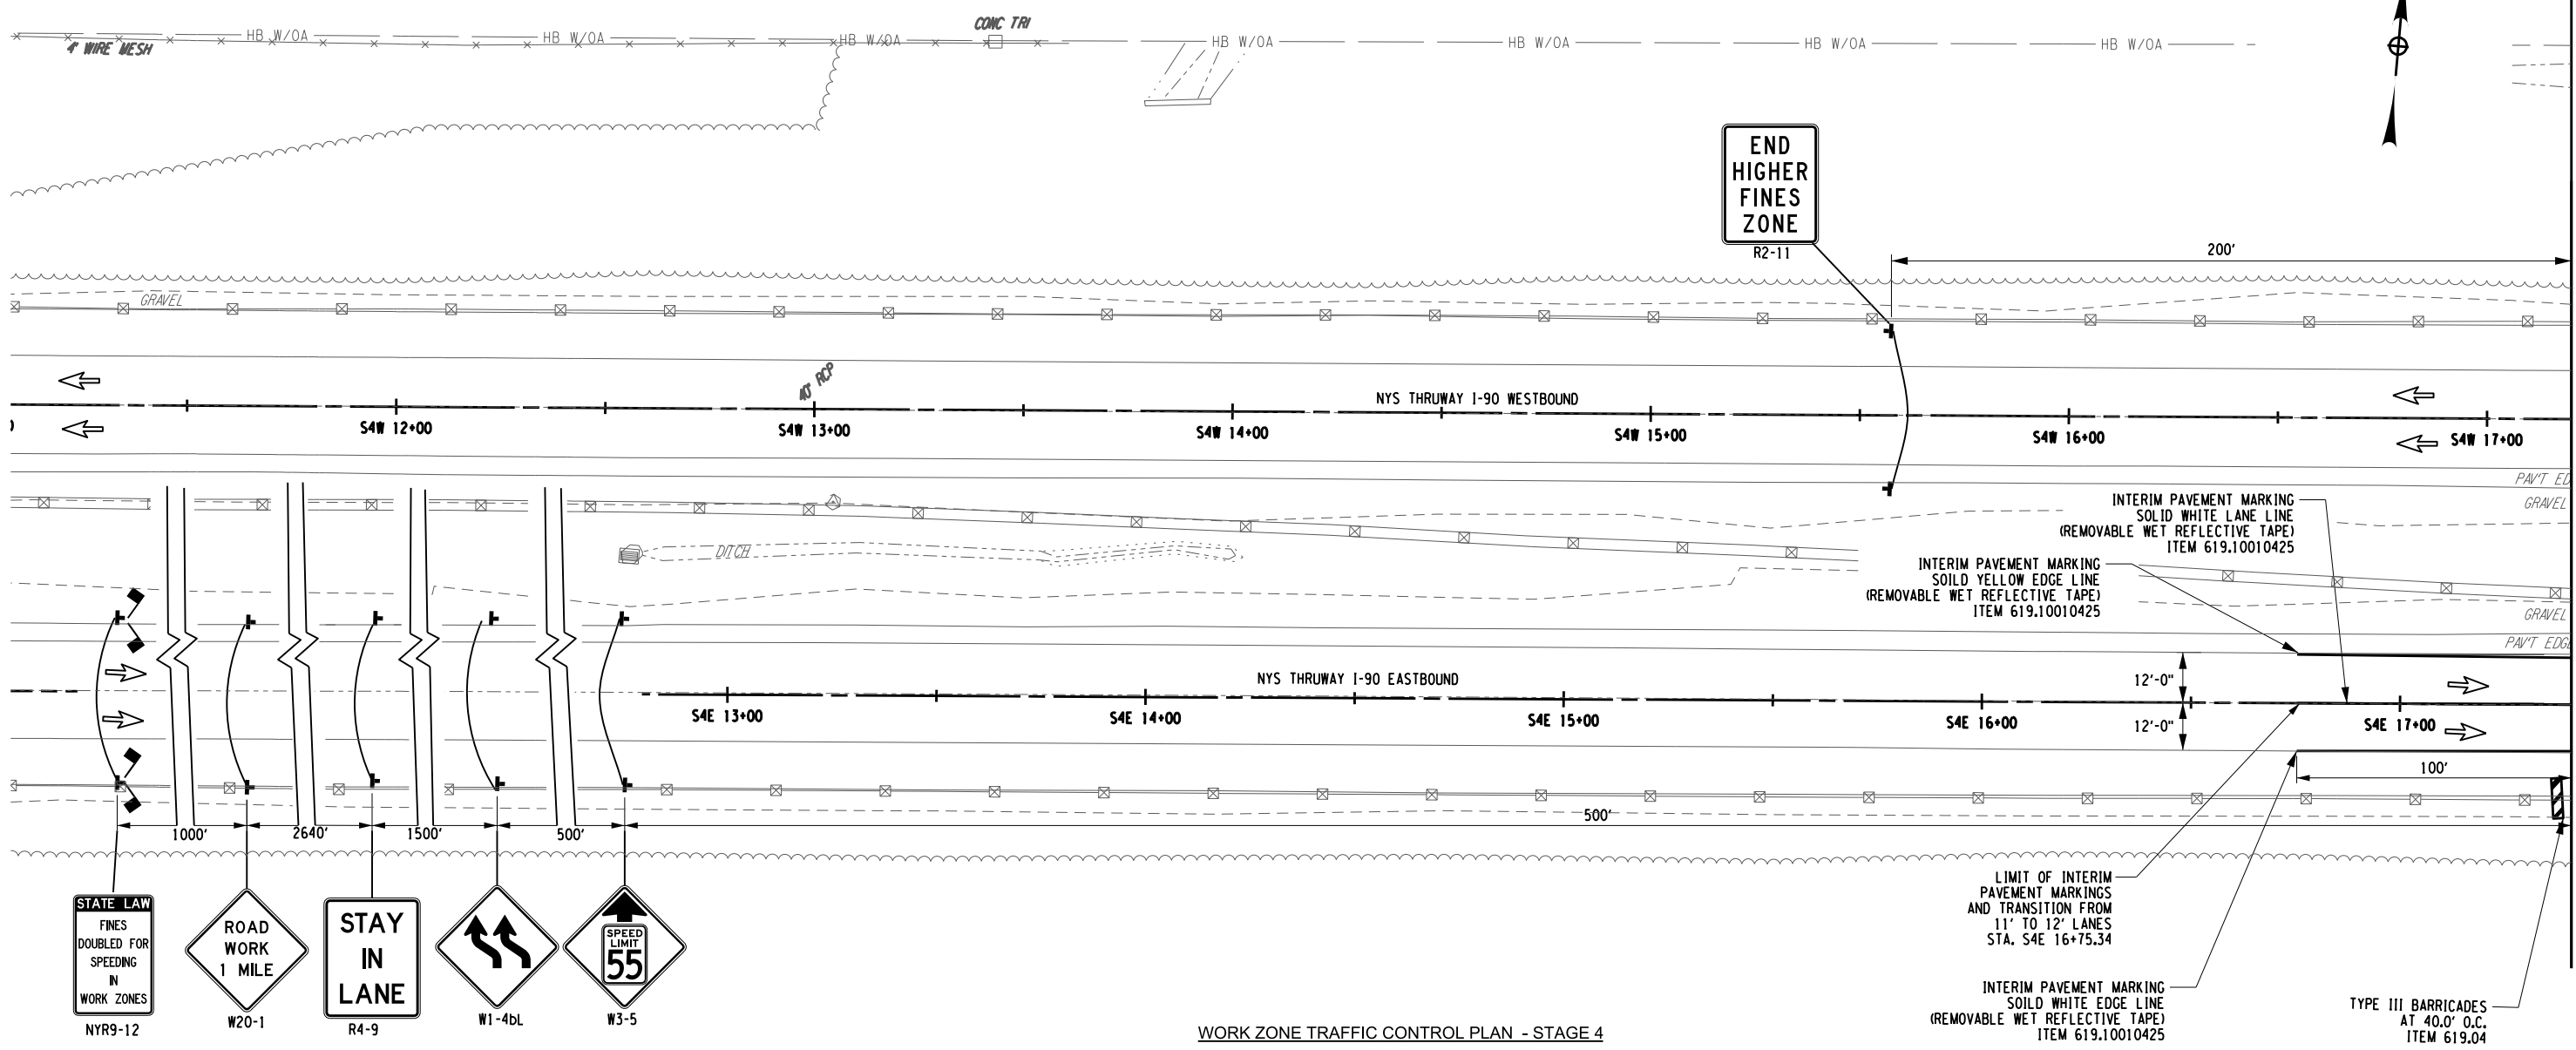 CONC TRI
4' WIRE MESH
HB W/OA
HB W/OA
HB W/OA
HB W/OA
HB W/OA
HB W/OA
HB W/OA
END
HIGHER
FINES
ZONE
R2-11
200'
GRAVEL
40' RCP
NYS THRUWAY I-90 WESTBOUND
S4W 12+00
S4W 13+00
S4W 14+00
S4W 15+00
S4W 16+00
S4W 17+00
PAV'T ED
GRAVEL
INTERIM PAVEMENT MARKING
SOLID WHITE LANE LINE
(REMOVABLE WET REFLECTIVE TAPE)
ITEM 619.10010425
DITCH
INTERIM PAVEMENT MARKING
SOILD YELLOW EDGE LINE
(REMOVABLE WET REFLECTIVE TAPE)
ITEM 619.10010425
GRAVEL
PAV'T EDGE
NYS THRUWAY I-90 EASTBOUND
12'-0"
12'-0"
S4E 13+00
S4E 14+00
S4E 15+00
S4E 16+00
S4E 17+00
100'
1000'
2640'
1500'
500'
500'
STATE LAW
FINES
DOUBLED FOR
SPEEDING
IN
WORK ZONES
NYR9-12
ROAD
WORK
1 MILE
W20-1
STAY
IN
LANE
R4-9
W1-4bL
SPEED
LIMIT
55
W3-5
LIMIT OF INTERIM
PAVEMENT MARKINGS
AND TRANSITION FROM
11' TO 12' LANES
STA. S4E 16+75.34
INTERIM PAVEMENT MARKING
SOILD WHITE EDGE LINE
(REMOVABLE WET REFLECTIVE TAPE)
ITEM 619.10010425
TYPE III BARRICADES
AT 40.0' O.C.
ITEM 619.04
WORK ZONE TRAFFIC CONTROL PLAN - STAGE 4